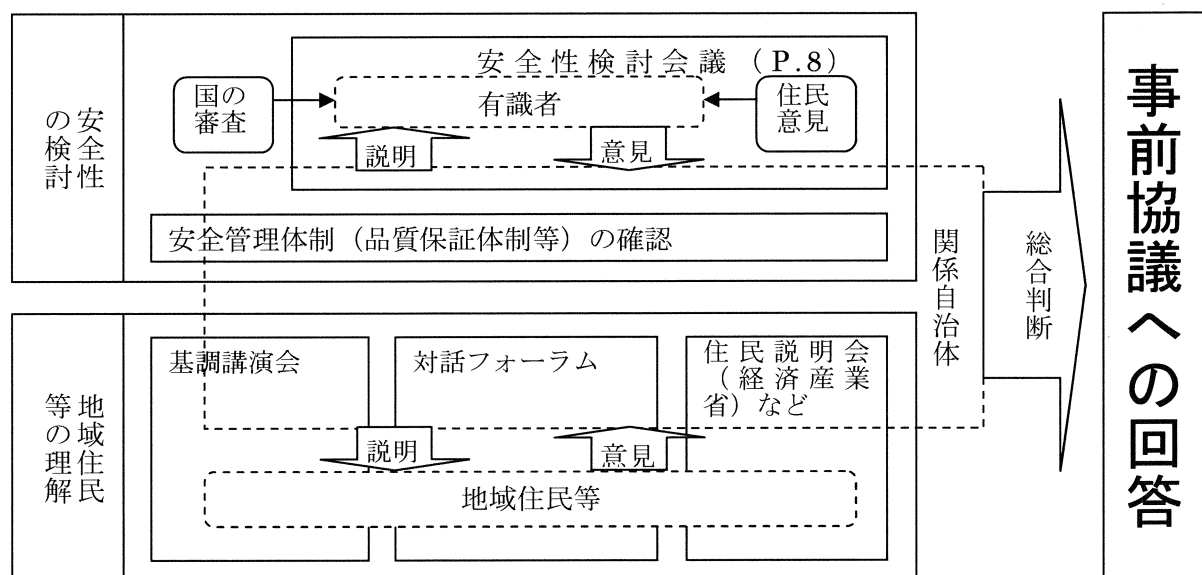 安全性
の検討
安全性検討会議（P.8）
国の
審査
有識者
住民
意見
説明
意見
安全管理体制（品質保証体制等）の確認
地域住民
等の理解
基調講演会
対話フォーラム
住民説明会
（経済産業
省）など
説明
意見
地域住民等
関係自治体
総合判断
事前協議への回答